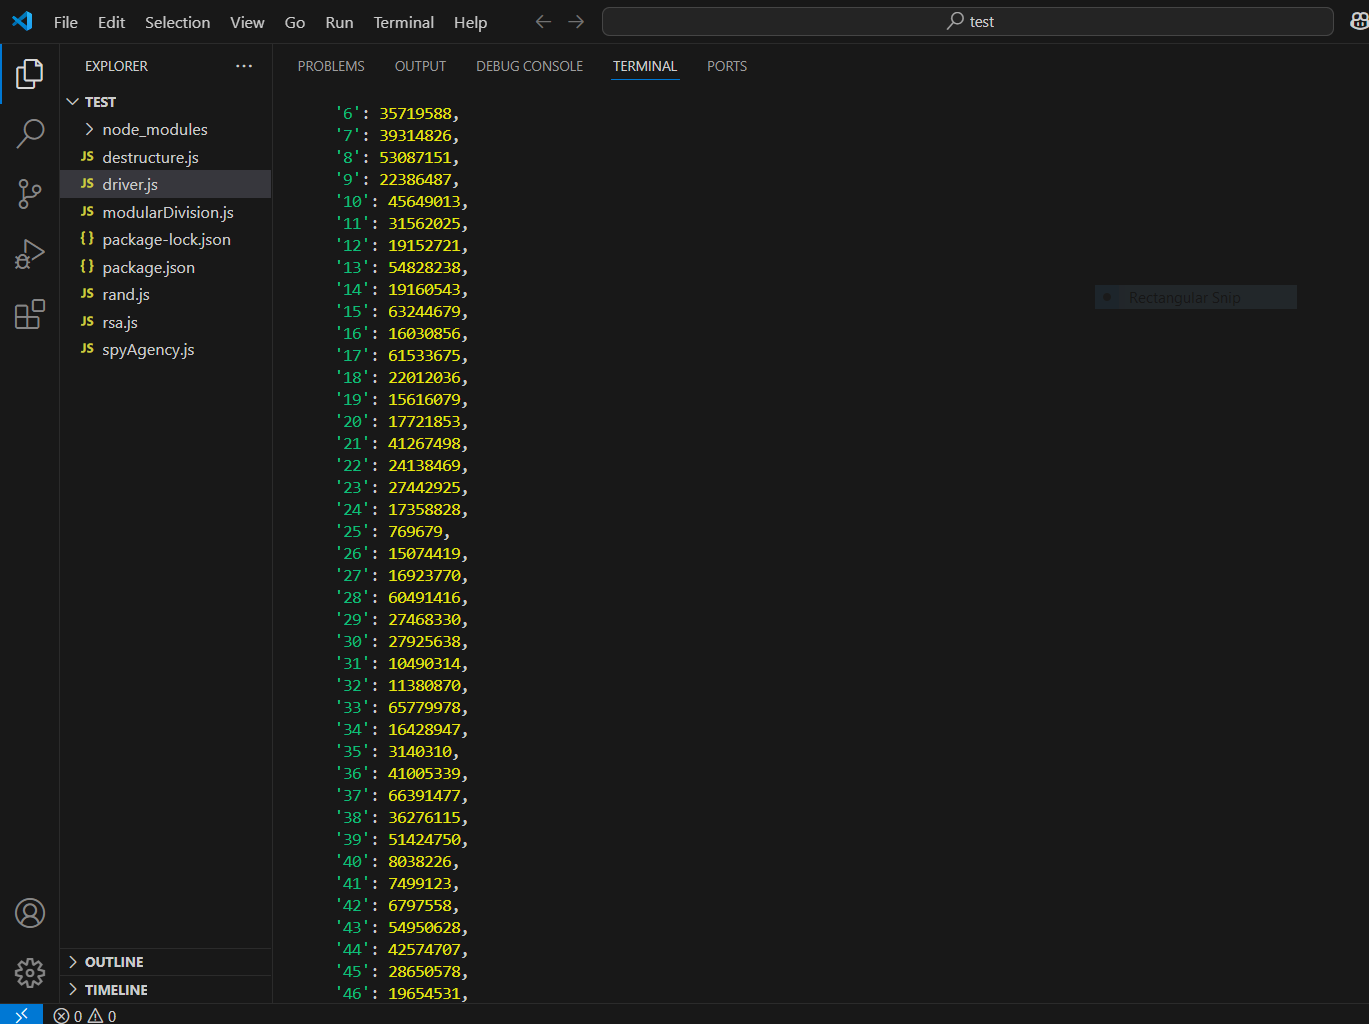 File Edit Selection View Go Run Terminal Help
test
EXPLORER ...
TEST
node_modules
JS destructure.js
JS driver.js
JS modularDivision.js
{} package-lock.json
{} package.json
JS rand.js
JS rsa.js
JS spyAgency.js
OUTLINE
TIMELINE
0 0
PROBLEMS OUTPUT DEBUG CONSOLE TERMINAL PORTS
'6': 35719588,
'7': 39314826,
'8': 53087151,
'9': 22386487,
'10': 45649013,
'11': 31562025,
'12': 19152721,
'13': 54828238,
'14': 19160543,
'15': 63244679,
'16': 16030856,
'17': 61533675,
'18': 22012036,
'19': 15616079,
'20': 17721853,
'21': 41267498,
'22': 24138469,
'23': 27442925,
'24': 17358828,
'25': 769679,
'26': 15074419,
'27': 16923770,
'28': 60491416,
'29': 27468330,
'30': 27925638,
'31': 10490314,
'32': 11380870,
'33': 65779978,
'34': 16428947,
'35': 3140310,
'36': 41005339,
'37': 66391477,
'38': 36276115,
'39': 51424750,
'40': 8038226,
'41': 7499123,
'42': 6797558,
'43': 54950628,
'44': 42574707,
'45': 28650578,
'46': 19654531,
Rectangular Snip